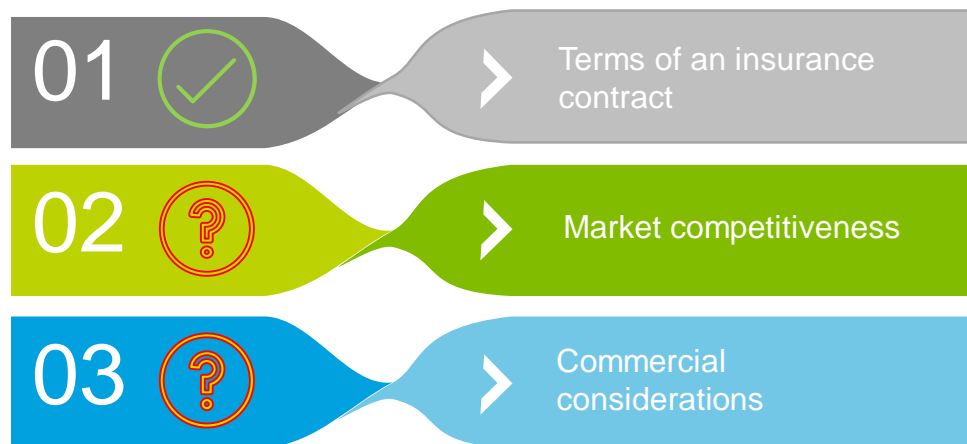 01
Terms of an insurance
contract
02
Market competitiveness
03
Commercial
considerations